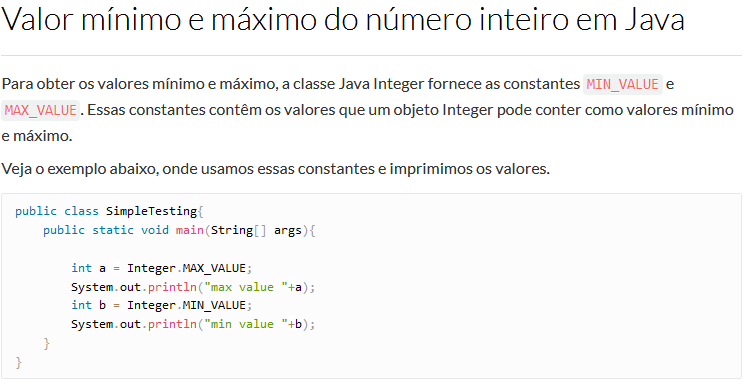 Valor mínimo e máximo do número inteiro em Java
Para obter os valores mínimo e máximo, a classe Java Integer fornece as constantes MIN_VALUE e
MAX_VALUE. Essas constantes contêm os valores que um objeto Integer pode conter como valores mínimo
e máximo.
Veja o exemplo abaixo, onde usamos essas constantes e imprimimos os valores.
public class SimpleTesting{
    public static void main(String[] args){

        int a = Integer.MAX_VALUE;
        System.out.println("max value "+a);
        int b = Integer.MIN_VALUE;
        System.out.println("min value "+b);
    }
}